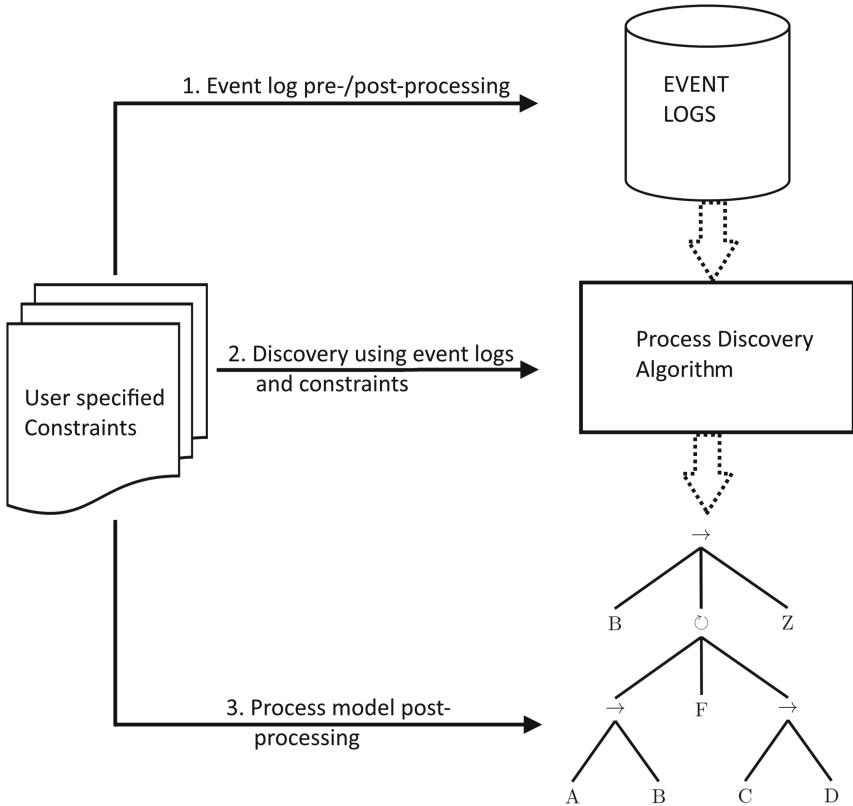 1. Event log pre-/post-processing
EVENT
LOGS
2. Discovery using event logs
and constraints
Process Discovery
Algorithm
User specified
Constraints
→
B ↻ Z
3. Process model post-
processing
→ F →
A B C D